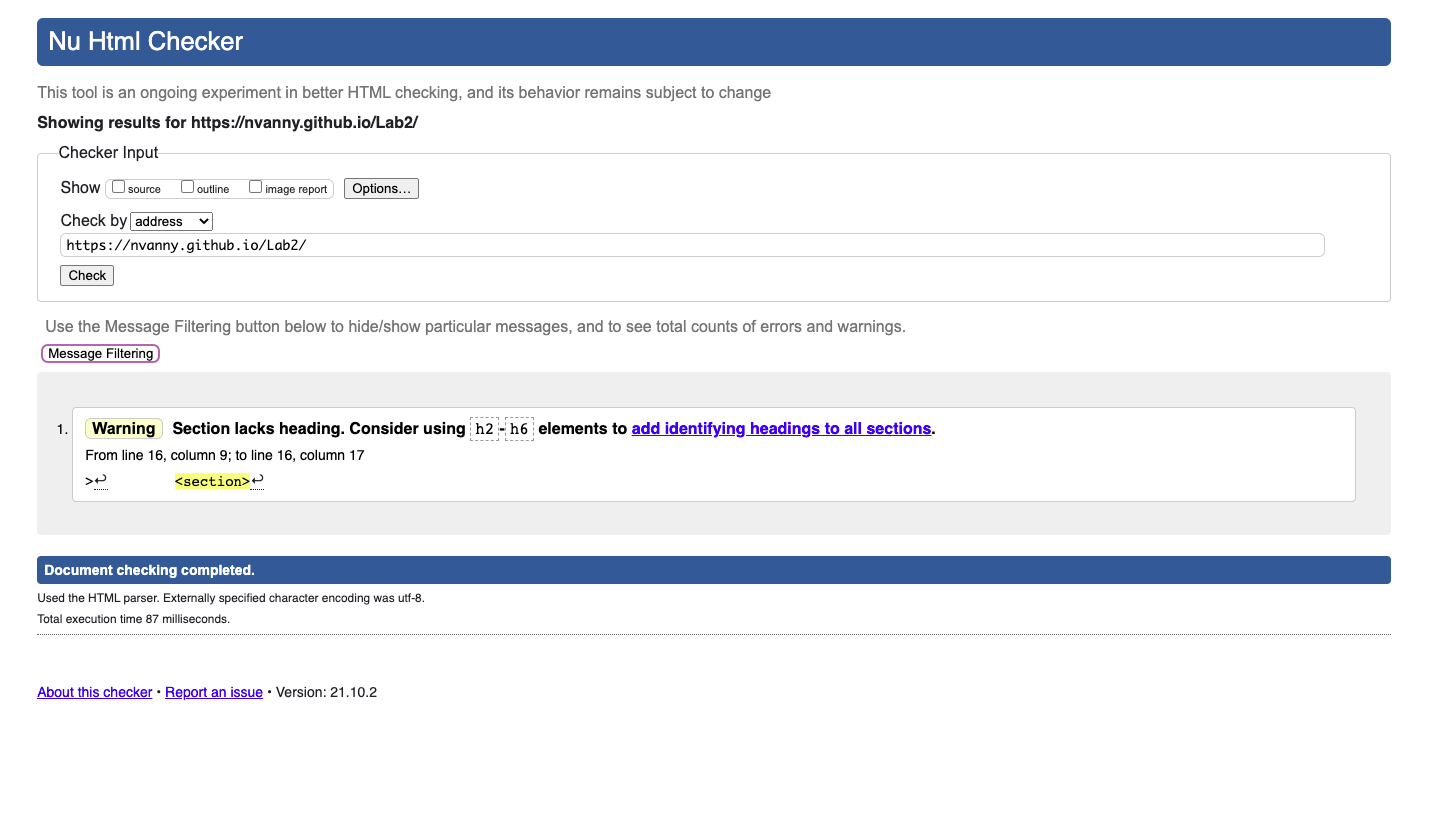 Nu Html Checker
This tool is an ongoing experiment in better HTML checking, and its behavior remains subject to change
Showing results for https://nvanny.github.io/Lab2/
Checker Input
Show source outline image report Options...
Check by address
https://nvanny.github.io/Lab2/
Check
Use the Message Filtering button below to hide/show particular messages, and to see total counts of errors and warnings.
Message Filtering
1. Warning Section lacks heading. Consider using h2-h6 elements to add identifying headings to all sections.
From line 16, column 9; to line 16, column 17
>↩ <section>↩
Document checking completed.
Used the HTML parser. Externally specified character encoding was utf-8.
Total execution time 87 milliseconds.
About this checker • Report an issue • Version: 21.10.2